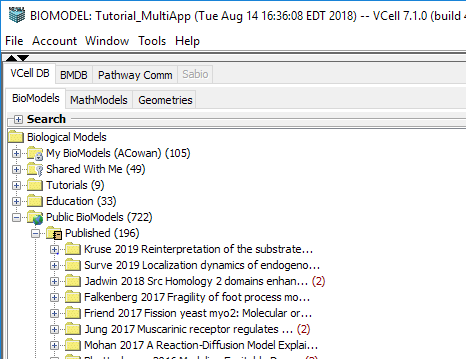 BIOMODEL: Tutorial_MultiApp (Tue Aug 14 16:36:08 EDT 2018) -- VCell 7.1.0 (build
File Account Window Tools Help
VCell DB BMDB Pathway Comm Sabio
BioModels MathModels Geometries
Search
Biological Models
My BioModels (ACowan) (105)
Shared With Me (49)
Tutorials (9)
Education (33)
Public BioModels (722)
Published (196)
Kruse 2019 Reinterpretation of the substrate...
Surve 2019 Localization dynamics of endogeno...
Jadwin 2018 Src Homology 2 domains enhan... (2)
Falkenberg 2017 Fragility of foot process mo...
Friend 2017 Fission yeast myo2: Molecular or...
Jung 2017 Muscarinic receptor regulates ... (2)
Mohan 2017 A Reaction-Diffusion Model Explai...